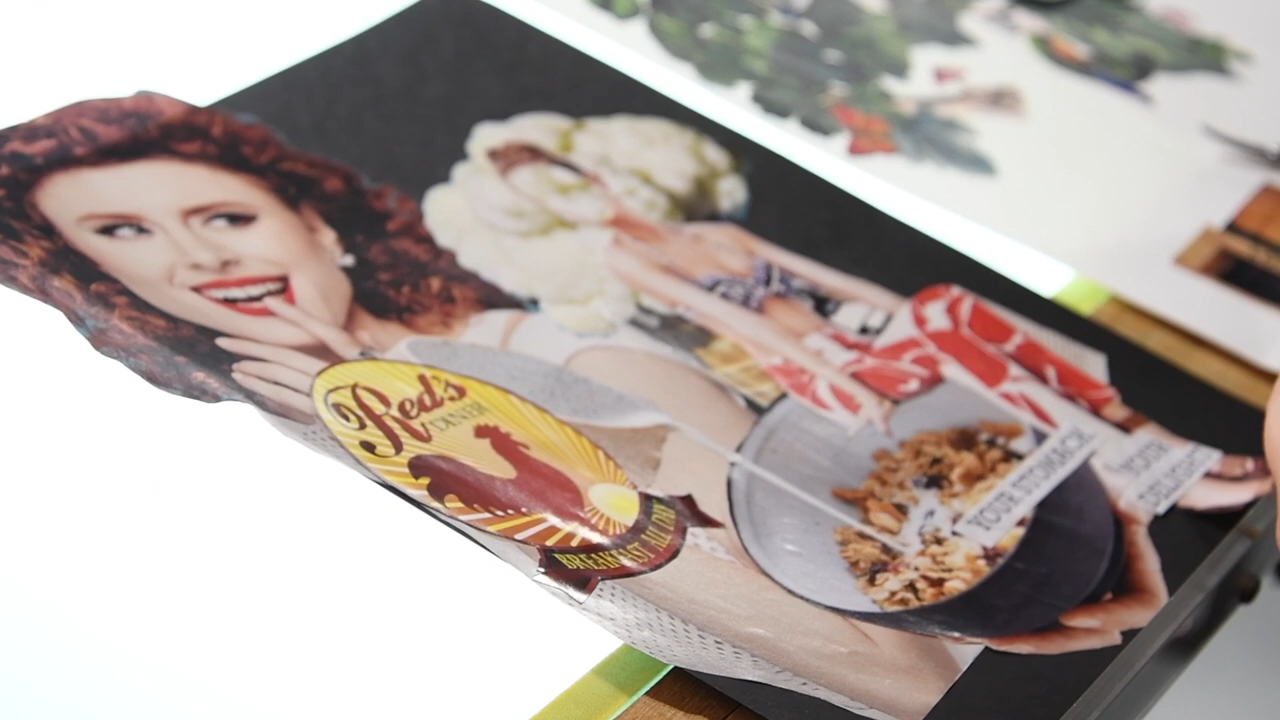 Red's
DINER
BREAKFAST ALL DAY
YOUR STOMACH.
YOUR
DELIGHT